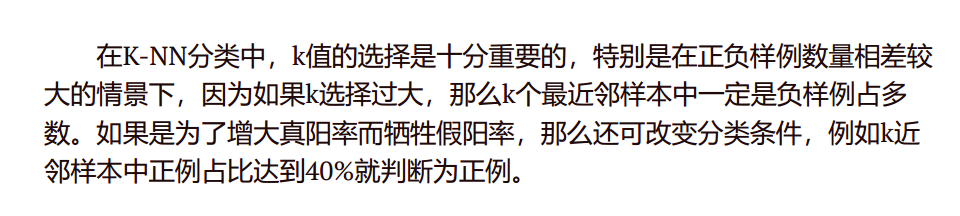 在K-NN分类中，k值的选择是十分重要的，特别是在正负样例数量相差较
大的情景下，因为如果k选择过大，那么k个最近邻样本中一定是负样例占多
数。如果是为了增大真阳率而牺牲假阳率，那么还可改变分类条件，例如k近
邻样本中正例占比达到40%就判断为正例。